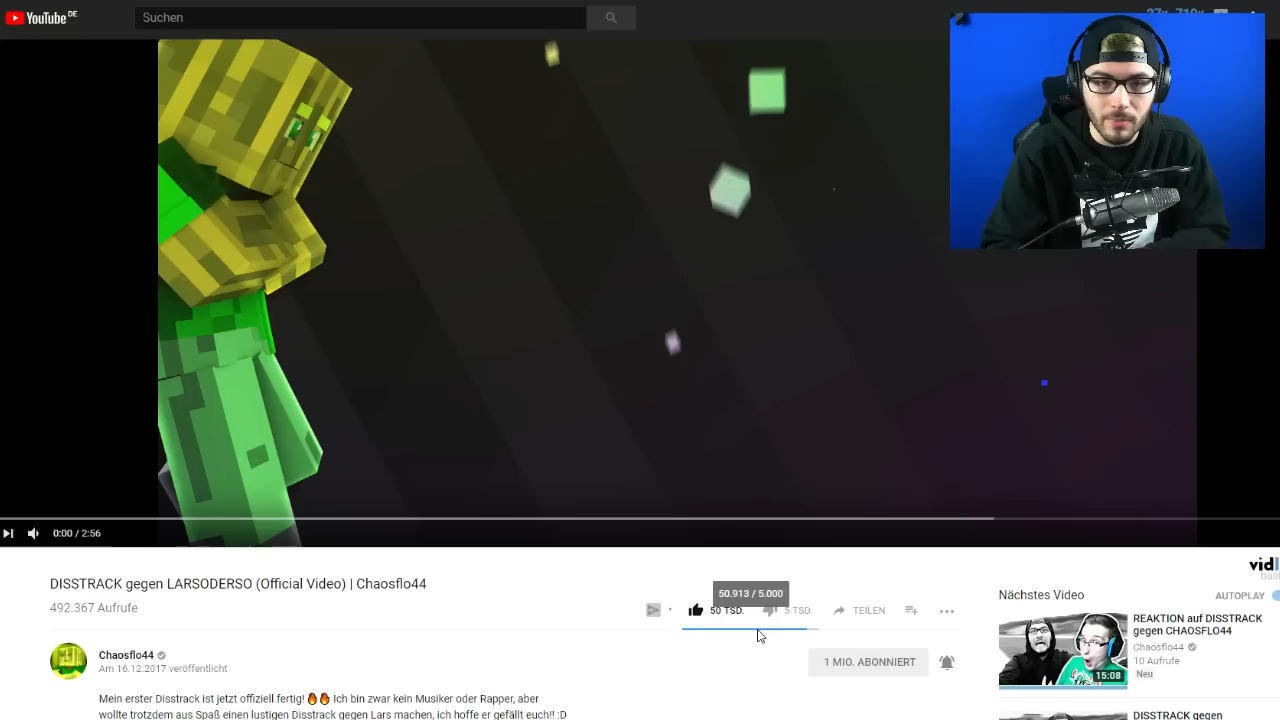 YouTube DE
Suchen
0:00 / 2:56
DISSTRACK gegen LARSODERSO (Official Video) | Chaosflo44
492.367 Aufrufe
50.913 / 5.000
50 TSD.
5 TSD.
TEILEN
Chaosflo44
Am 16.12.2017 veröffentlicht
1 MIO. ABONNIERT
Mein erster Disstrack ist jetzt offiziell fertig! 🔥🔥 Ich bin zwar kein Musiker oder Rapper, aber
wollte trotzdem aus Spaß einen lustigen Disstrack gegen Lars machen, ich hoffe er gefällt euch!! :D
Nächstes Video
AUTOPLAY
REAKTION auf DISSTRACK
gegen CHAOSFLO44
Chaosflo44
10 Aufrufe
Neu
15:08
DISSTRACK gegen